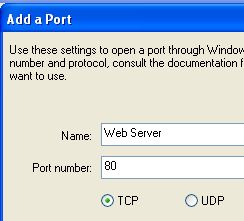 Add a Port
Use these settings to open a port through Window
number and protocol, consult the documentation f
want to use.
Name: Web Server
Port number: 80
TCP UDP